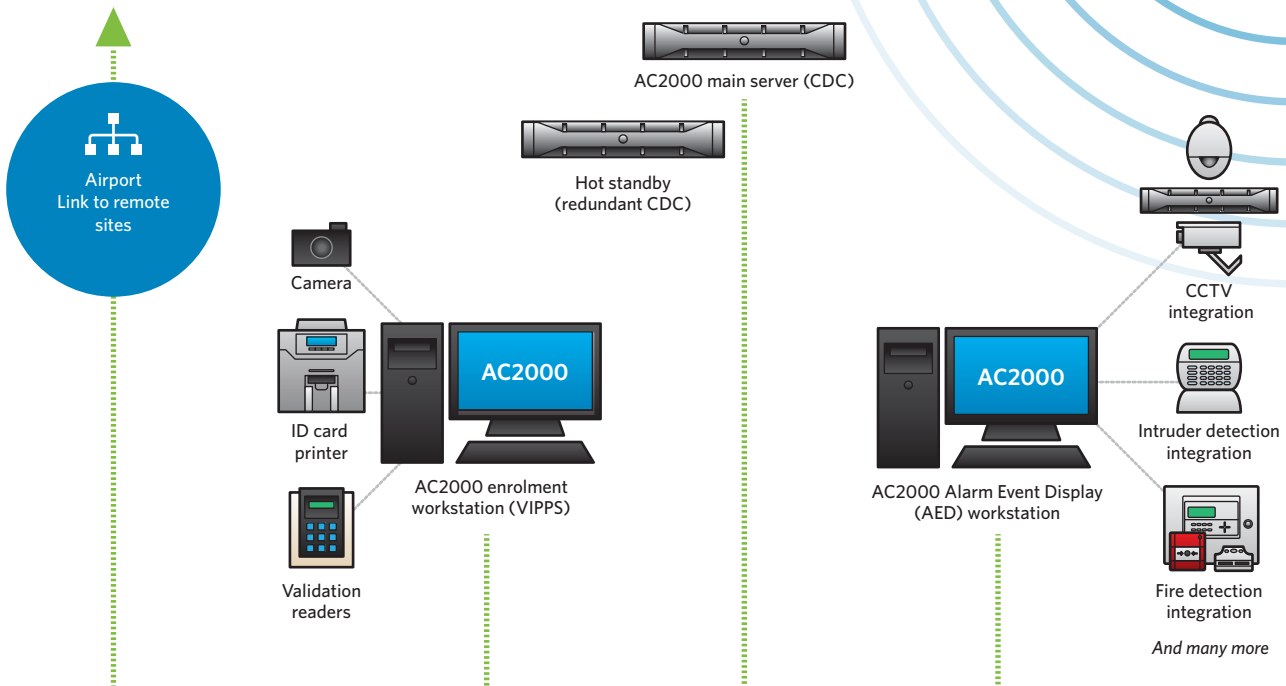 AC2000 main server (CDC)
Hot standby
(redundant CDC)
Airport
Link to remote
sites
Camera
ID card
printer
Validation
readers
AC2000
AC2000 enrolment
workstation (VIPPS)
AC2000
AC2000 Alarm Event Display
(AED) workstation
CCTV
integration
Intruder detection
integration
Fire detection
integration
And many more